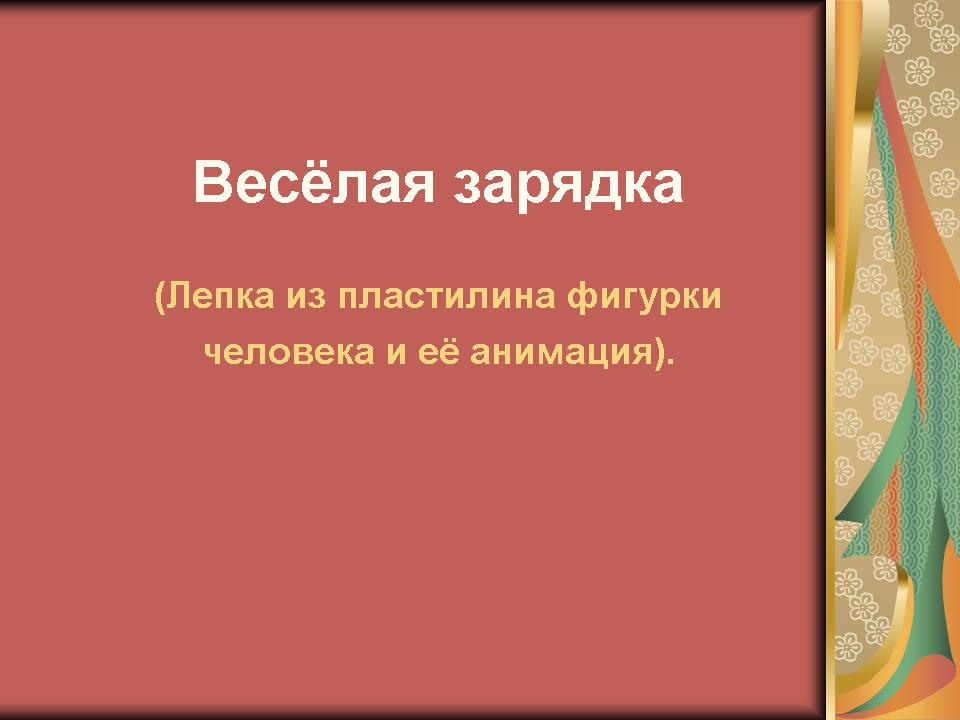 Весёлая зарядка
(Лепка из пластилина фигурки
человека и её анимация).